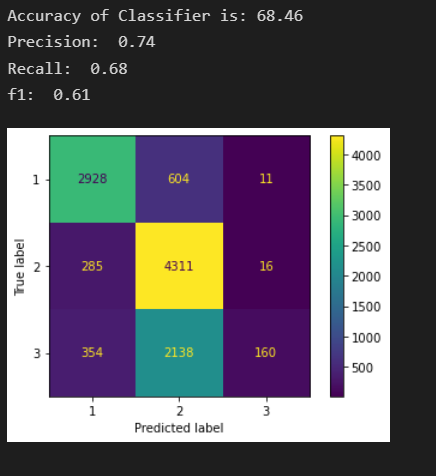 Accuracy of Classifier is: 68.46
Precision:  0.74
Recall:  0.68
f1:  0.61
1 2928 604 11
2 285 4311 16
3 354 2138 160
1 2 3
Predicted label
True label
4000
3500
3000
2500
2000
1500
1000
500